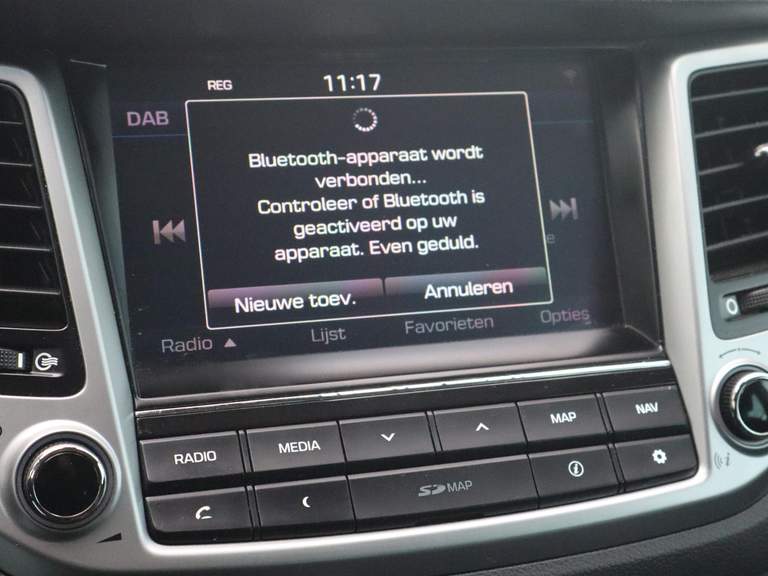 REG 11:17
DAB
Bluetooth-apparaat wordt
verbonden...
Controleer of Bluetooth is
geactiveerd op uw
apparaat. Even geduld.
e
Nieuwe toev. Annuleren
Radio ▲ Lijst Favorieten Opties
RADIO MEDIA MAP NAV
SD MAP